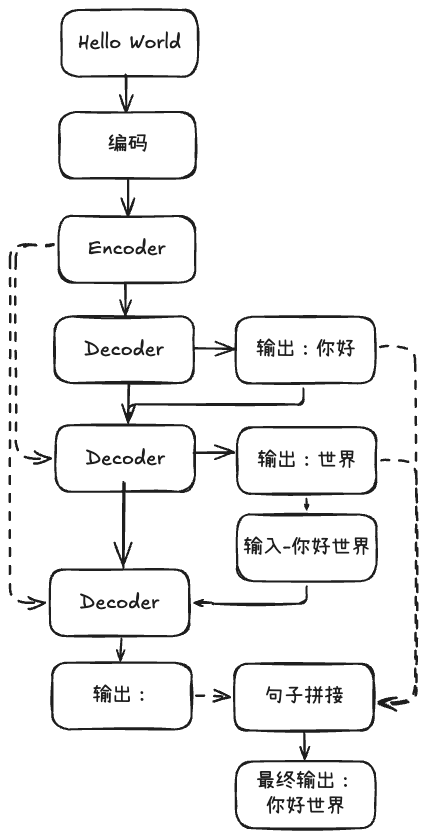 Hello World
编码
Encoder
Decoder
输出：你好
Decoder
输出：世界
输入-你好世界
Decoder
输出：
句子拼接
最终输出：
你好世界